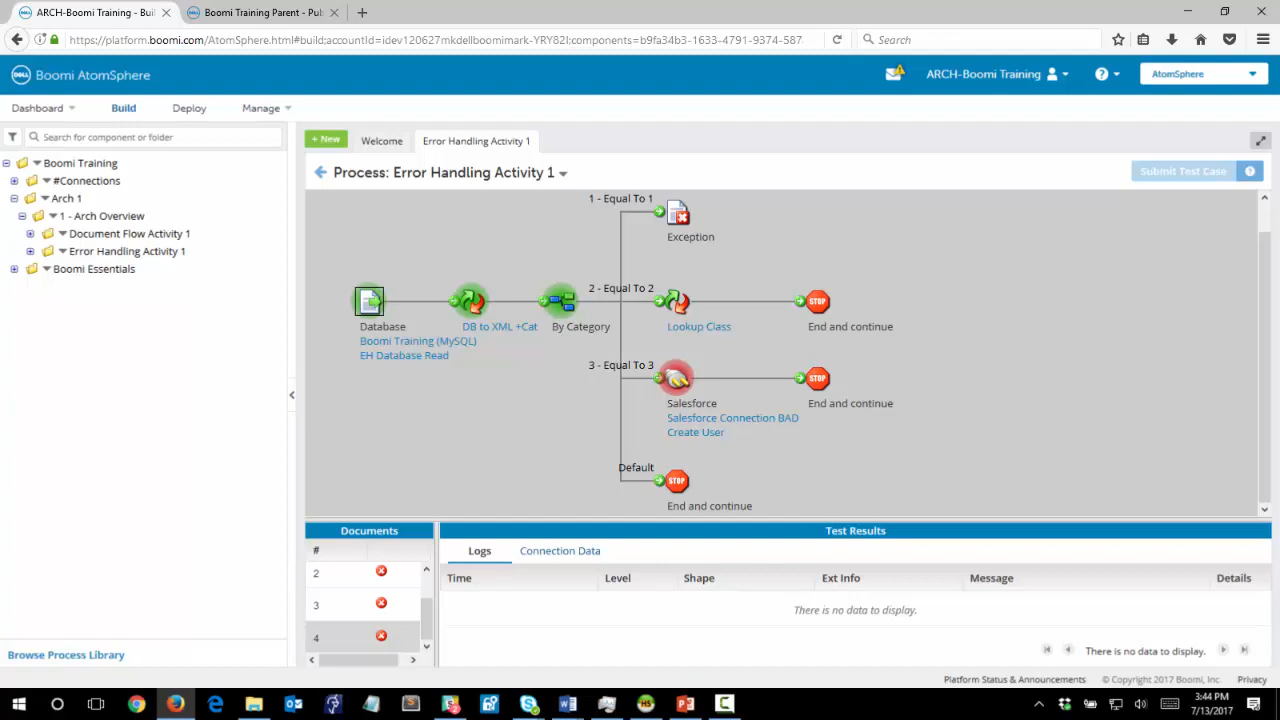 ARCH-Boomi Training - Buil
Boomi Training Parent - Pub
https://platform.boomi.com/AtomSphere.html#build;accountId=idev120627mkdellboomimark-YRY82I;components=b9fa34b3-1633-4791-9374-587
Search
DELL Boomi AtomSphere
ARCH-Boomi Training
?
AtomSphere
Dashboard
Build
Deploy
Manage
Search for component or folder
+ New
Welcome
Error Handling Activity 1
Boomi Training
#Connections
Arch 1
1 - Arch Overview
Document Flow Activity 1
Error Handling Activity 1
Boomi Essentials
Process: Error Handling Activity 1
Submit Test Case
?
1 - Equal To 1
Exception
2 - Equal To 2
STOP
Database
Boomi Training (MySQL)
EH Database Read
DB to XML +Cat
By Category
Lookup Class
End and continue
3 - Equal To 3
STOP
Salesforce
Salesforce Connection BAD
Create User
End and continue
Default
STOP
End and continue
Documents
Test Results
#
Logs
Connection Data
2
3
4
Time
Level
Shape
Ext Info
Message
Details
There is no data to display.
There is no data to display.
Browse Process Library
Platform Status & Announcements
© Copyright 2017 Boomi, Inc.
Privacy
3:44 PM
7/13/2017